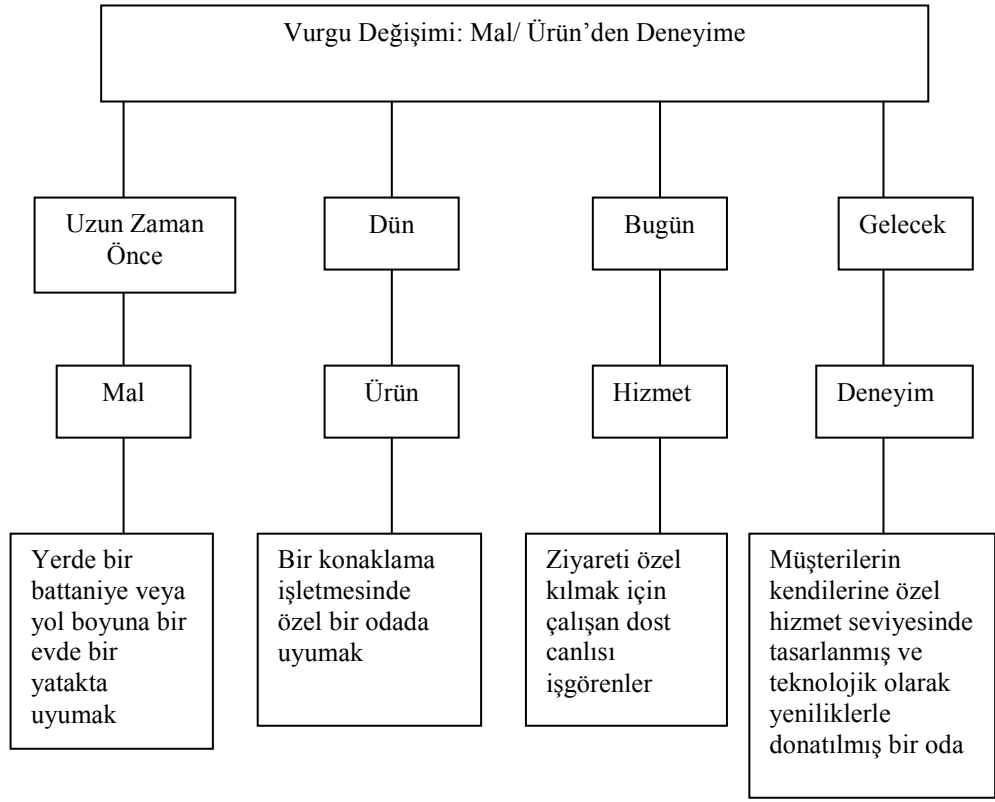 Vurgu Değişimi: Mal/ Ürün’den Deneyime
Uzun Zaman
Önce
Dün
Bugün
Gelecek
Mal
Ürün
Hizmet
Deneyim
Yerde bir
battaniye veya
yol boyuna bir
evde bir
yatakta
uyumak
Bir konaklama
işletmesinde
özel bir odada
uyumak
Ziyareti özel
kılmak için
çalışan dost
canlısı
işgörenler
Müşterilerin
kendilerine özel
hizmet seviyesinde
tasarlanmış ve
teknolojik olarak
yeniliklerle
donatılmış bir oda